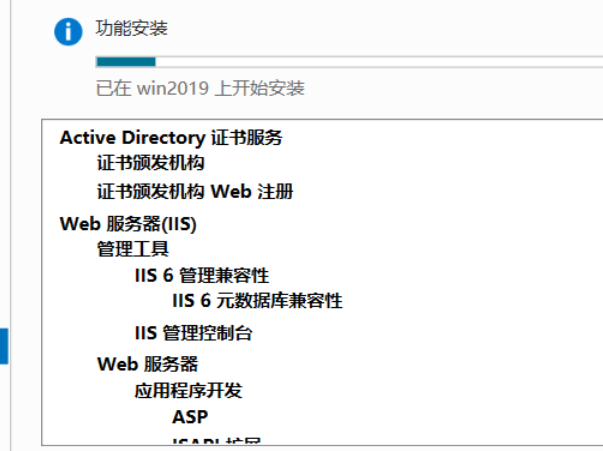 功能安装
已在 win2019 上开始安装
Active Directory 证书服务
证书颁发机构
证书颁发机构 Web 注册
Web 服务器(IIS)
管理工具
IIS 6 管理兼容性
IIS 6 元数据库兼容性
IIS 管理控制台
Web 服务器
应用程序开发
ASP
ISAPI 扩展